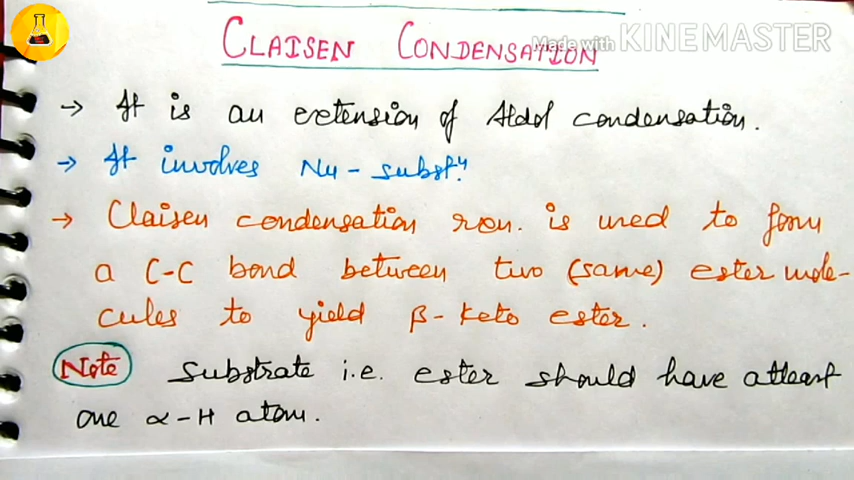 CLAISEN CONDENSATION
Made with KINEMASTER
→ It is an extension of Aldol condensation.
→ It involves Nu - substⁿ.
→ Claisen condensation rxn. is used to form
a C-C bond between two (same) ester mole-
cules to yield β- keto ester.
Note Substrate i.e. ester should have atleast
one α-H atom.